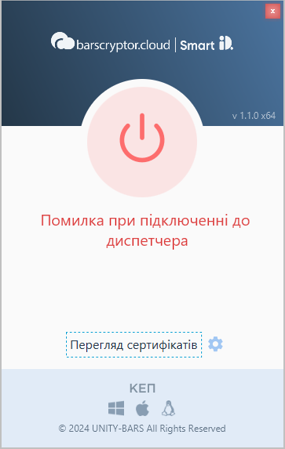 x
barscryptor.cloud | Smart iD.
v 1.1.0 x64
Помилка при підключенні до
диспетчера
Перегляд сертифікатів
КЕП
© 2024 UNITY-BARS All Rights Reserved